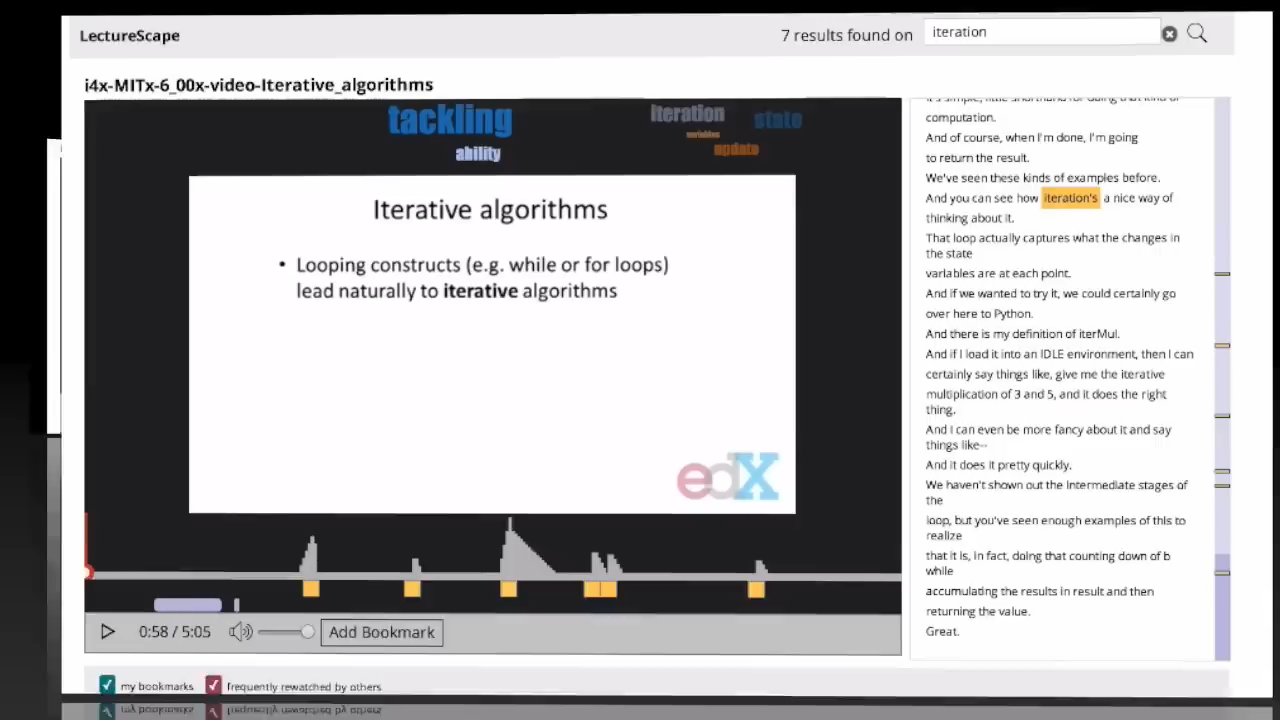 LectureScape
7 results found on
iteration
i4x-MITx-6_00x-video-Iterative_algorithms
tackling
iteration
state
variables
ability
update
Iterative algorithms
• Looping constructs (e.g. while or for loops)
lead naturally to iterative algorithms
edX
0:58 / 5:05
Add Bookmark
my bookmarks
frequently rewatched by others
it's simple, little shorthand for doing that kind of
computation.
And of course, when I'm done, I'm going
to return the result.
We've seen these kinds of examples before.
And you can see how iteration's a nice way of
thinking about it.
That loop actually captures what the changes in
the state
variables are at each point.
And if we wanted to try it, we could certainly go
over here to Python.
And there is my definition of iterMul.
And if I load it into an IDLE environment, then I can
certainly say things like, give me the iterative
multiplication of 3 and 5, and it does the right
thing.
And I can even be more fancy about it and say
things like--
And it does it pretty quickly.
We haven't shown out the intermediate stages of
the
loop, but you've seen enough examples of this to
realize
that it is, in fact, doing that counting down of b
while
accumulating the results in result and then
returning the value.
Great.